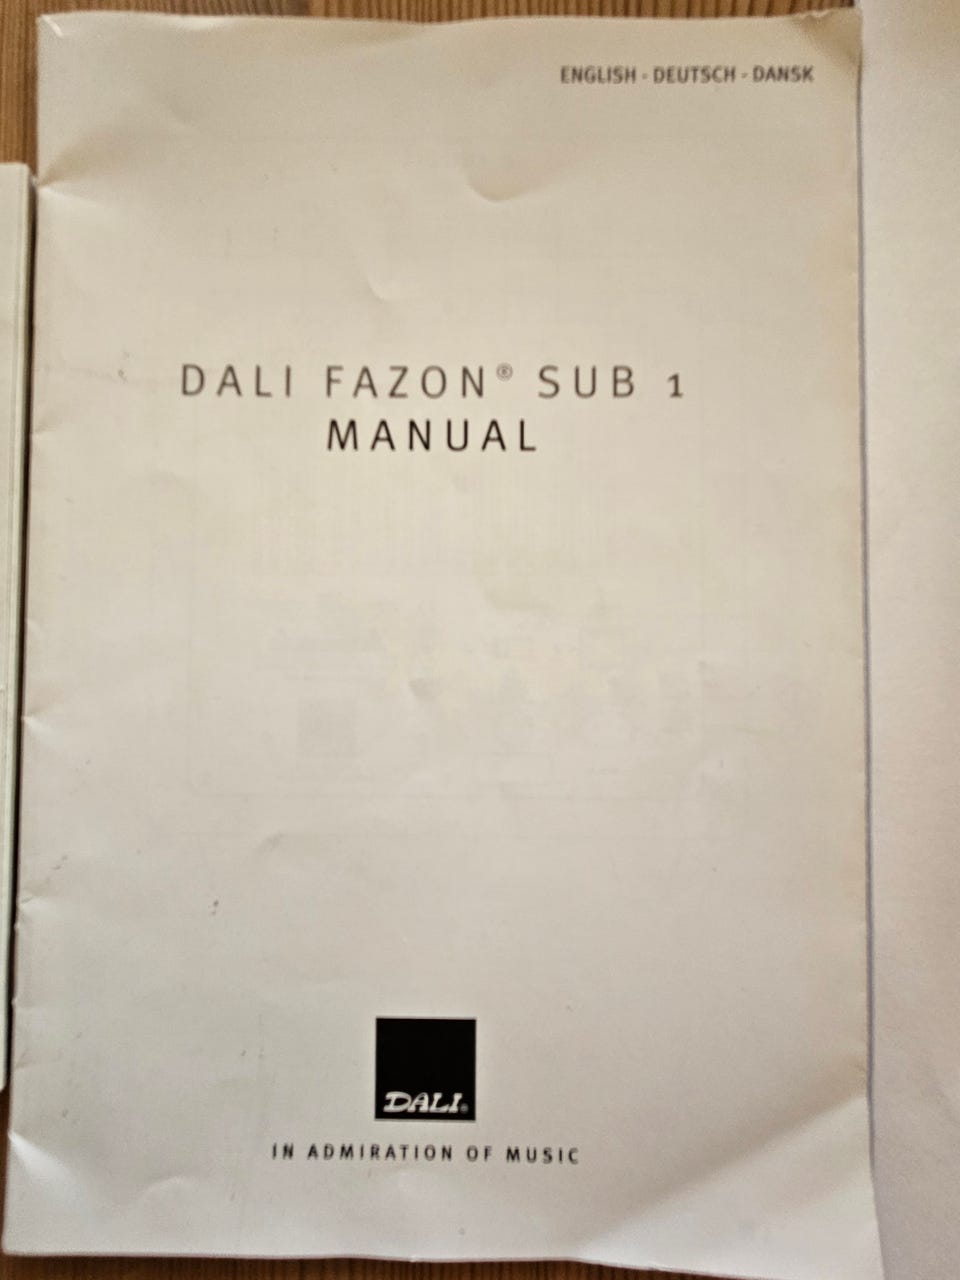 ENGLISH - DEUTSCH - DANSK
DALI FAZON® SUB 1
MANUAL
DALI®
IN ADMIRATION OF MUSIC